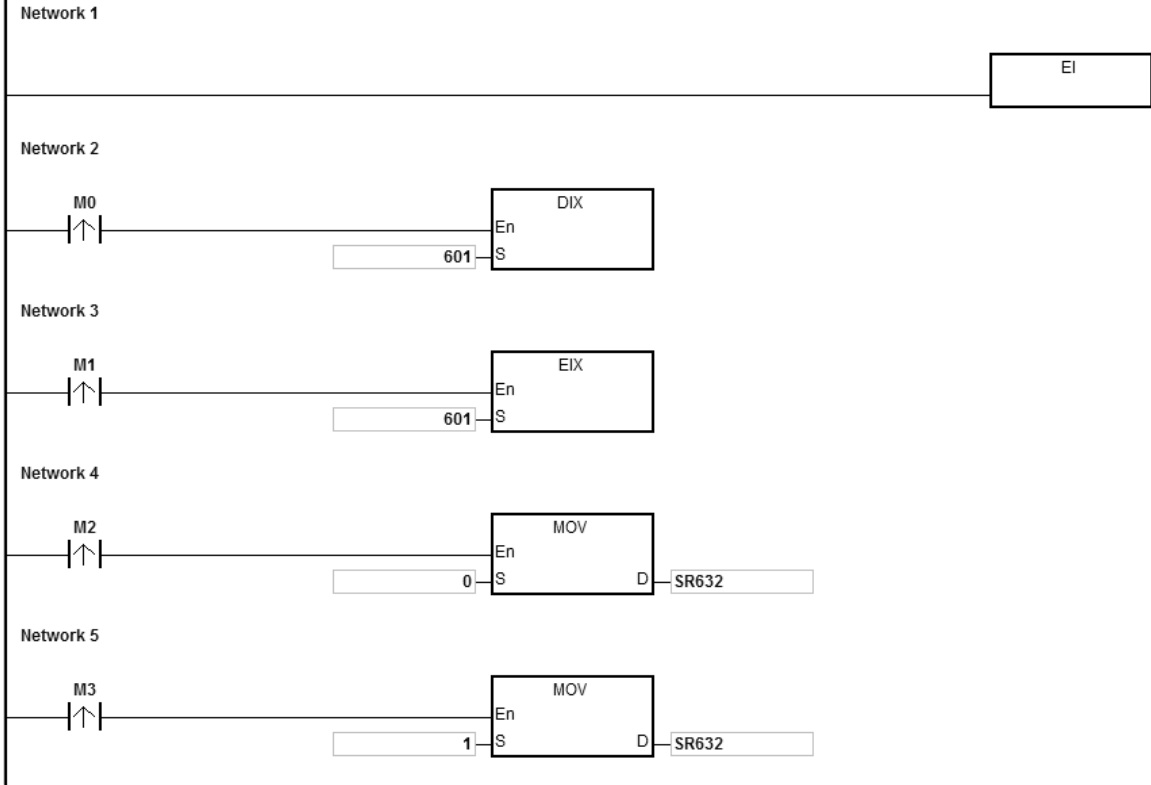 Network 1
EI
Network 2
M0
DIX
En
601
S
Network 3
M1
EIX
En
601
S
Network 4
M2
MOV
En
0
S
D
SR632
Network 5
M3
MOV
En
1
S
D
SR632